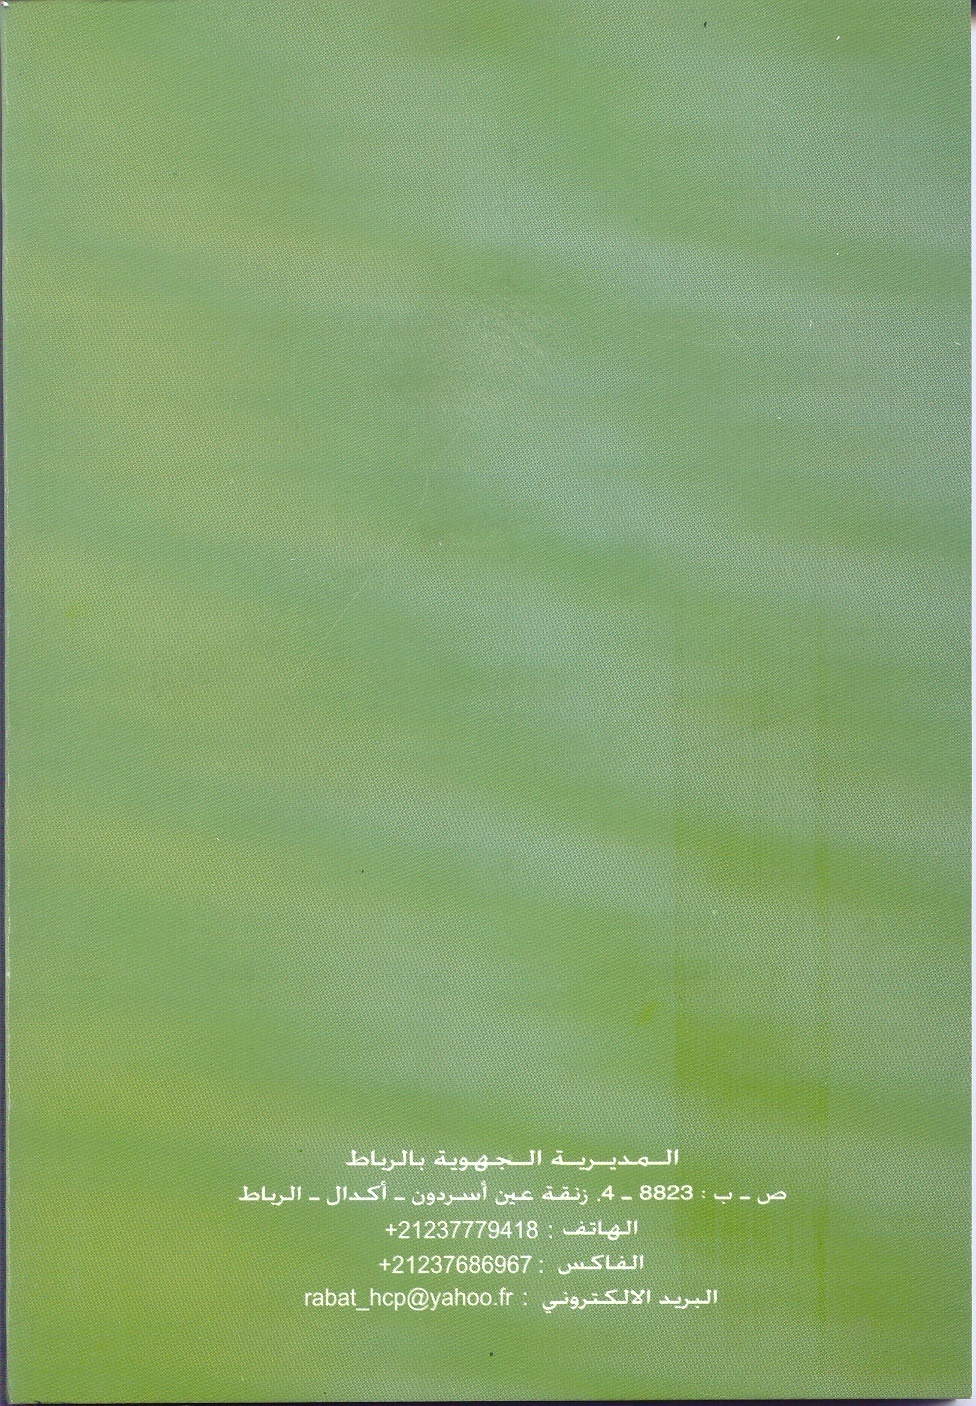 المديرية الجهوية بالرباط
ص - ب : 8823 - 4, زنقة عين أسردون - أكدال - الرباط
الهاتف : 21237779418+
الفاكس : 21237686967+
البريد الالكتروني : rabat_hcp@yahoo.fr